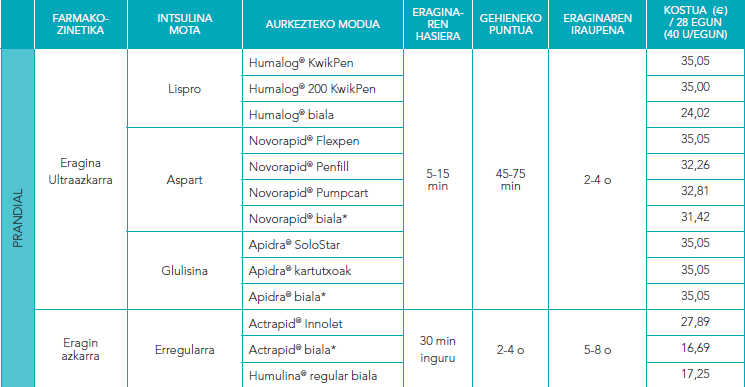 FARMAKO-
ZINETIKA
INTSULINA
MOTA
AURKEZTEKO MODUA
ERAGINA-
REN
HASIERA
GEHIENEKO
PUNTUA
ERAGINAREN
IRAUPENA
KOSTUA (€)
/ 28 EGUN
(40 U/EGUN)
PRANDIAL
Eragina
Ultraazkarra
Lispro
Humalog® KwikPen
Humalog® 200 KwikPen
Humalog® biala
Aspart
Novorapid® Flexpen
Novorapid® Penfill
Novorapid® Pumpcart
Novorapid® biala*
Glulisina
Apidra® SoloStar
Apidra® kartutxoak
Apidra® biala*
5-15
min
45-75
min
2-4 o
35,05
35,00
24,02
35,05
32,26
32,81
31,42
35,05
35,05
35,05
Eragin
azkarra
Erregularra
Actrapid® Innolet
Actrapid® biala*
Humulina® regular biala
30 min
inguru
2-4 o
5-8 o
27,89
16,69
17,25